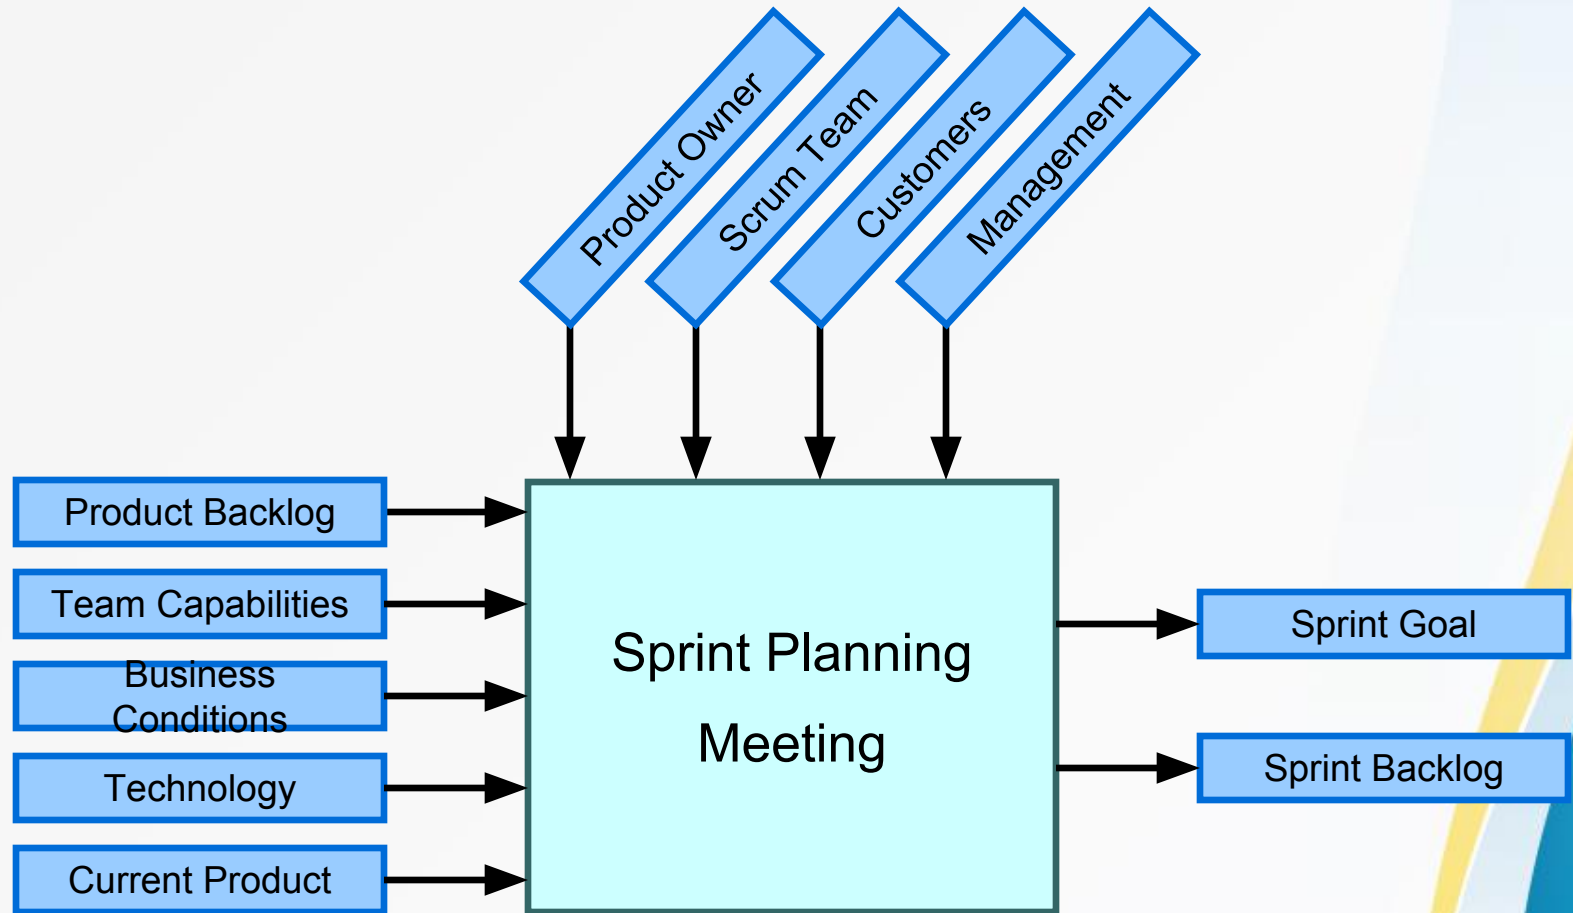 Product Owner
Scrum Team
Customers
Management
Product Backlog
Team Capabilities
Business
Conditions
Technology
Current Product
Sprint Planning
Meeting
Sprint Goal
Sprint Backlog